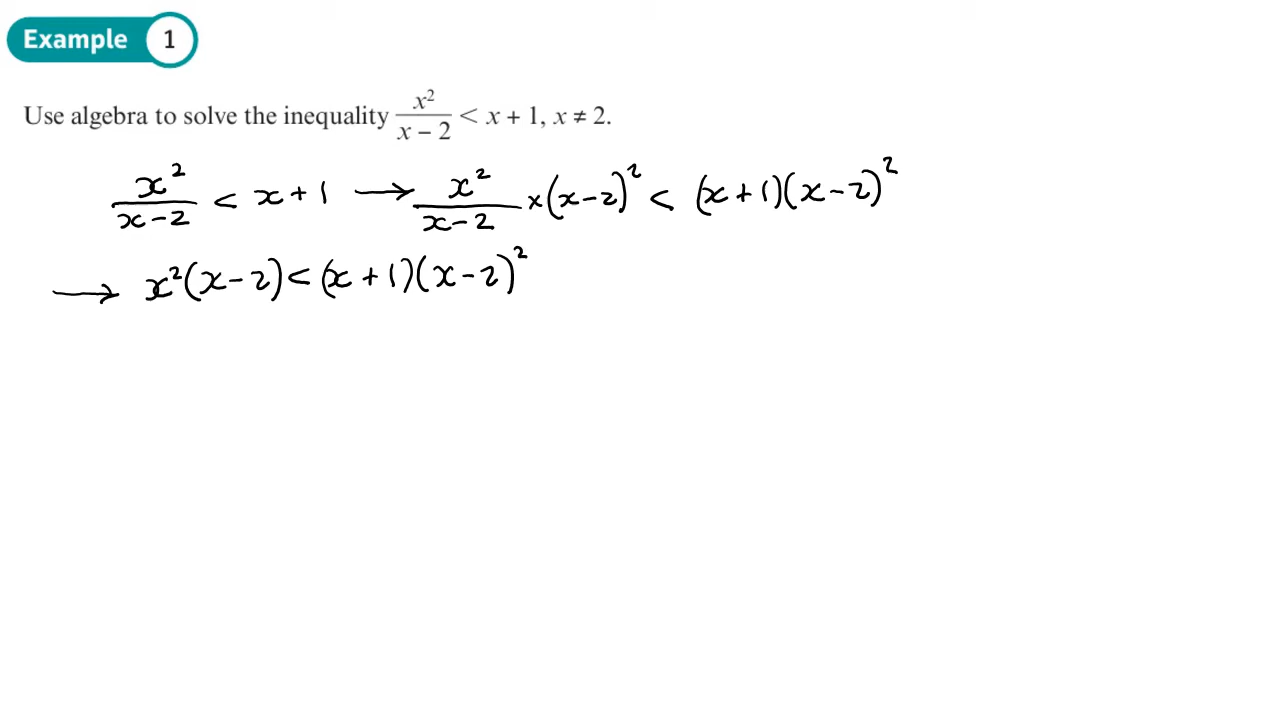 Example 1
Use algebra to solve the inequality x²/(x − 2) < x + 1, x ≠ 2.
x²/(x−2) < x+1 ⟶ x²/(x−2) ×(x−2)² < (x+1)(x−2)²
⟶ x²(x−2) < (x+1)(x−2)²